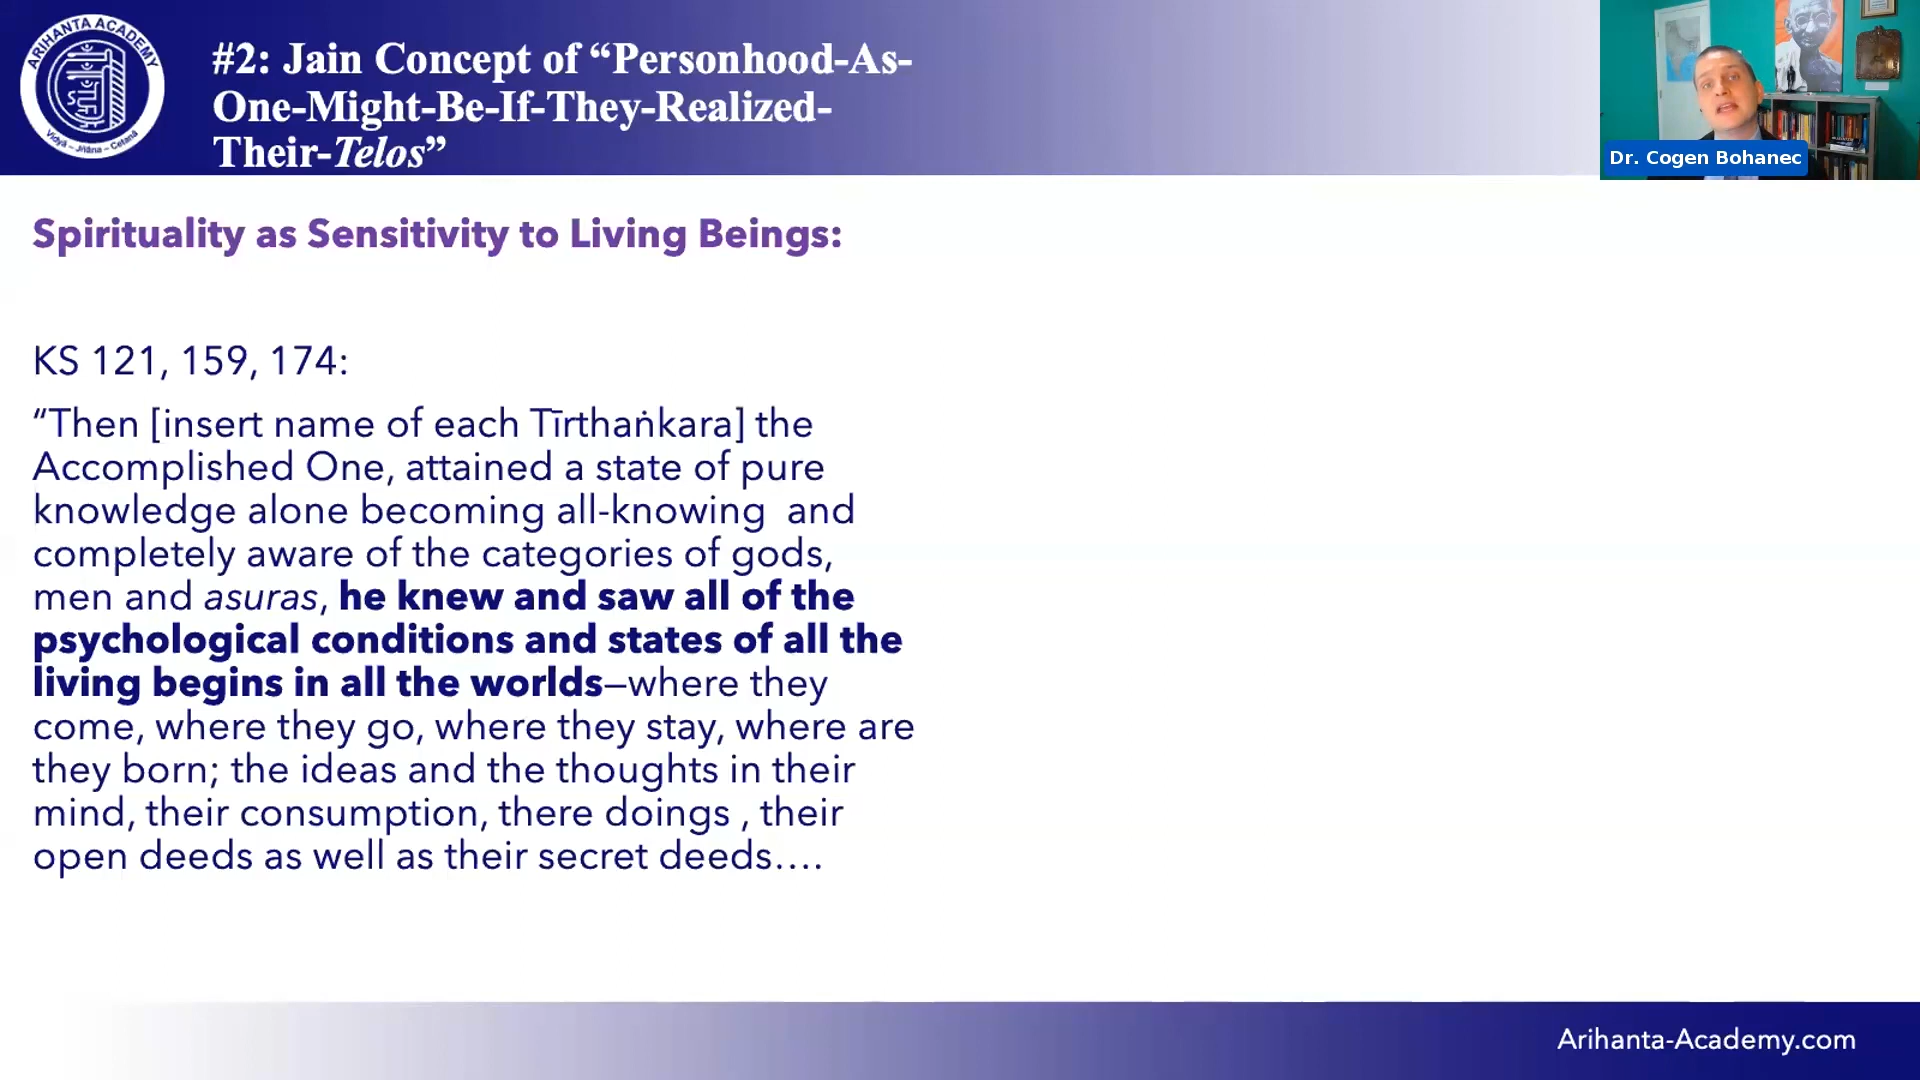 ARIHANTA ACADEMY
Vidyā – Jñāna – Cetanā
#2: Jain Concept of “Personhood-As-
One-Might-Be-If-They-Realized-
Their-Telos”
Dr. Cogen Bohanec
Spirituality as Sensitivity to Living Beings:
KS 121, 159, 174:
“Then [insert name of each Tīrthaṅkara] the
Accomplished One, attained a state of pure
knowledge alone becoming all-knowing  and
completely aware of the categories of gods,
men and asuras, he knew and saw all of the
psychological conditions and states of all the
living begins in all the worlds—where they
come, where they go, where they stay, where are
they born; the ideas and the thoughts in their
mind, their consumption, there doings , their
open deeds as well as their secret deeds….
Arihanta-Academy.com